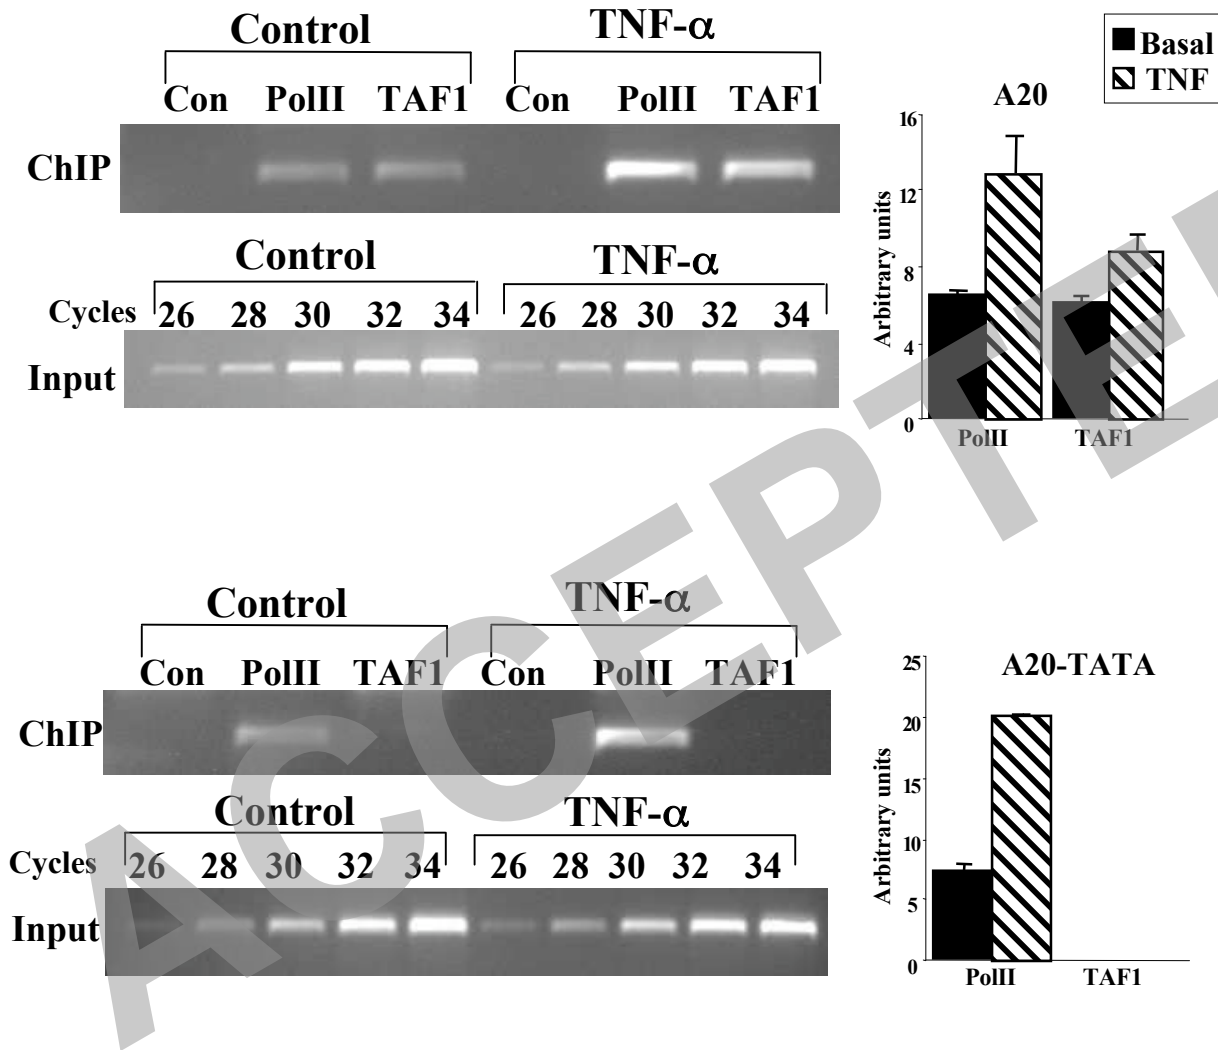 Control TNF-α
Con PolII TAF1 Con PolII TAF1
ChIP
Control TNF-α
Cycles 26 28 30 32 34 26 28 30 32 34
Input
Basal
TNF
A20
16
12
8
4
0
Arbitrary units
PolII TAF1
Control TNF-α
Con PolII TAF1 Con PolII TAF1
ChIP
Control TNF-α
Cycles 26 28 30 32 34 26 28 30 32 34
Input
A20-TATA
25
20
15
10
5
0
Arbitrary units
PolII TAF1
ACCEPTE